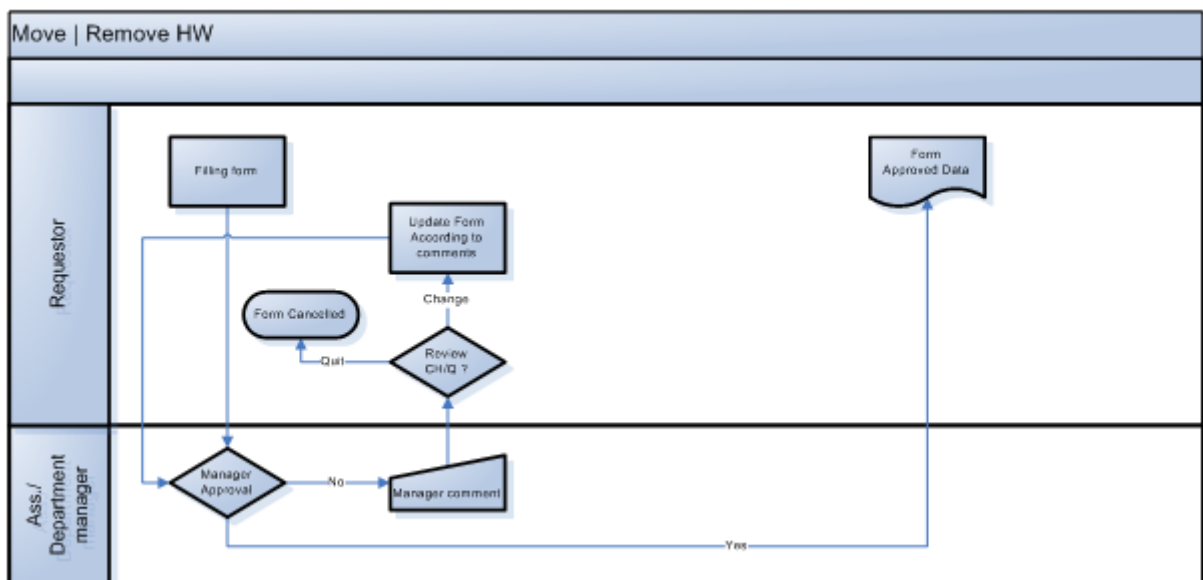 Move | Remove HW
Requestor
Filling form
Form
Approved Data
Update Form
According to
comments
Change
Form Cancelled
Quit
Review
CH/Q ?
Ass./
Department
manager
Manager
Approval
No
Manager comment
Yes